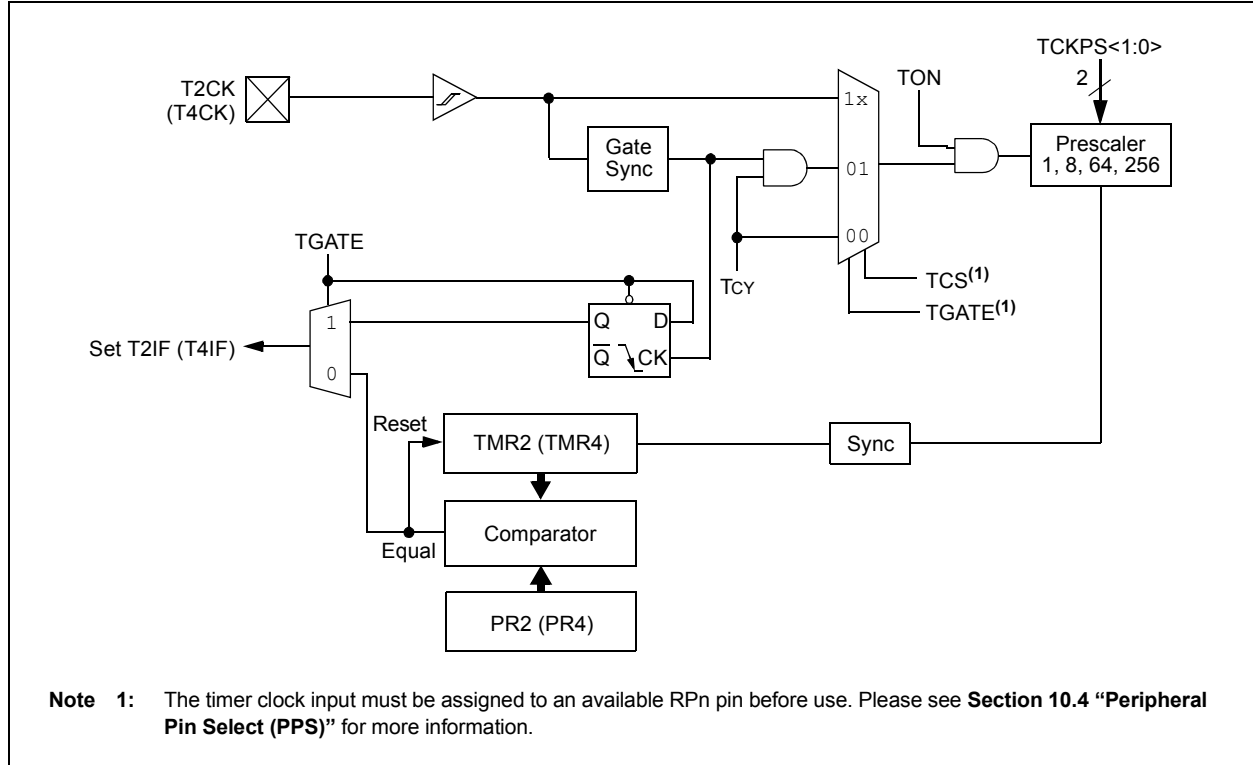 TCKPS<1:0>
2
T2CK
(T4CK)
TON
1x
Prescaler
1, 8, 64, 256
Gate
Sync
01
00
TGATE
TCY
TCS(1)
TGATE(1)
1
Q
D
Set T2IF (T4IF)
Q
CK
0
Reset
TMR2 (TMR4)
Sync
Comparator
Equal
PR2 (PR4)
Note 1: The timer clock input must be assigned to an available RPn pin before use. Please see Section 10.4 “Peripheral
Pin Select (PPS)” for more information.